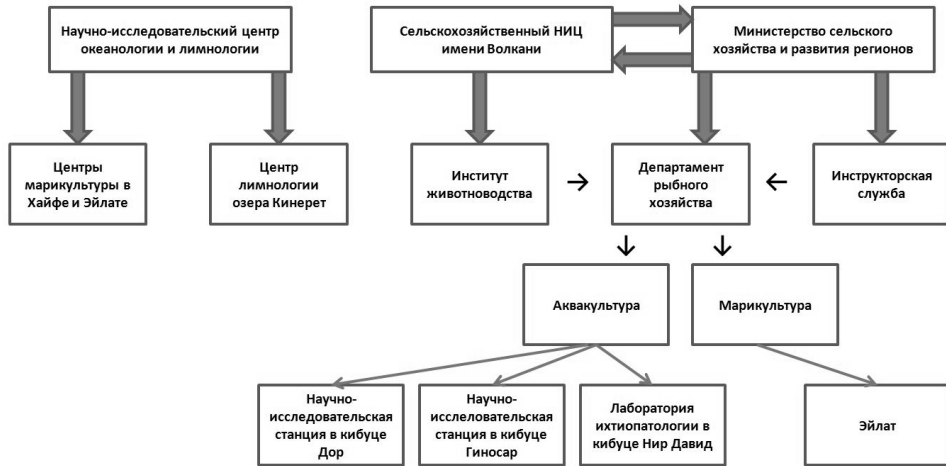 Научно-исследовательский центр
океанологии и лимнологии
Сельскохозяйственный НИЦ
имени Волкани
Министерство сельского
хозяйства и развития регионов
Центры
марикультуры в
Хайфе и Эйлате
Центр
лимнологии
озера Кинерет
Институт
животноводства
Департамент
рыбного
хозяйства
Инструкторская
служба
Аквакультура
Марикультура
Научно-
исследовательская
станция в кибуце
Дор
Научно-
исслеловательская
станция в кибуце
Гиносар
Лаборатория
ихтиопатологии в
кибуце Нир Давид
Эйлат